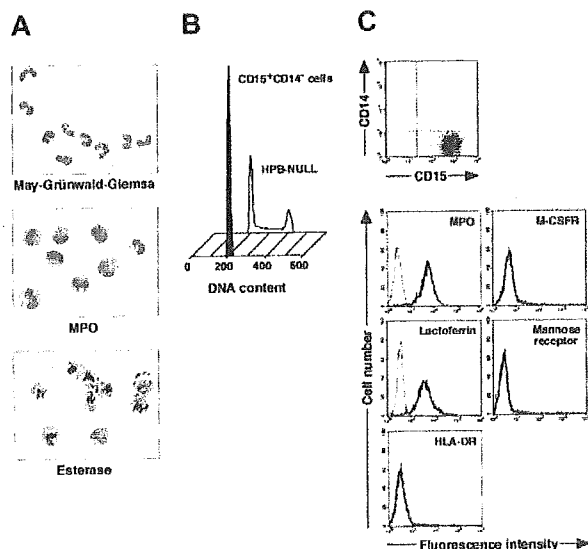 A
May-Grünwald-Giemsa
MPO
Esterase
B
CD15+CD14- cells
HPB-NULL
0 200 400 600
DNA content
C
CD14
CD15
MPO
M-CSFR
Lactoferrin
Mannose
receptor
HLA-DR
Cell number
Fluorescence intensity